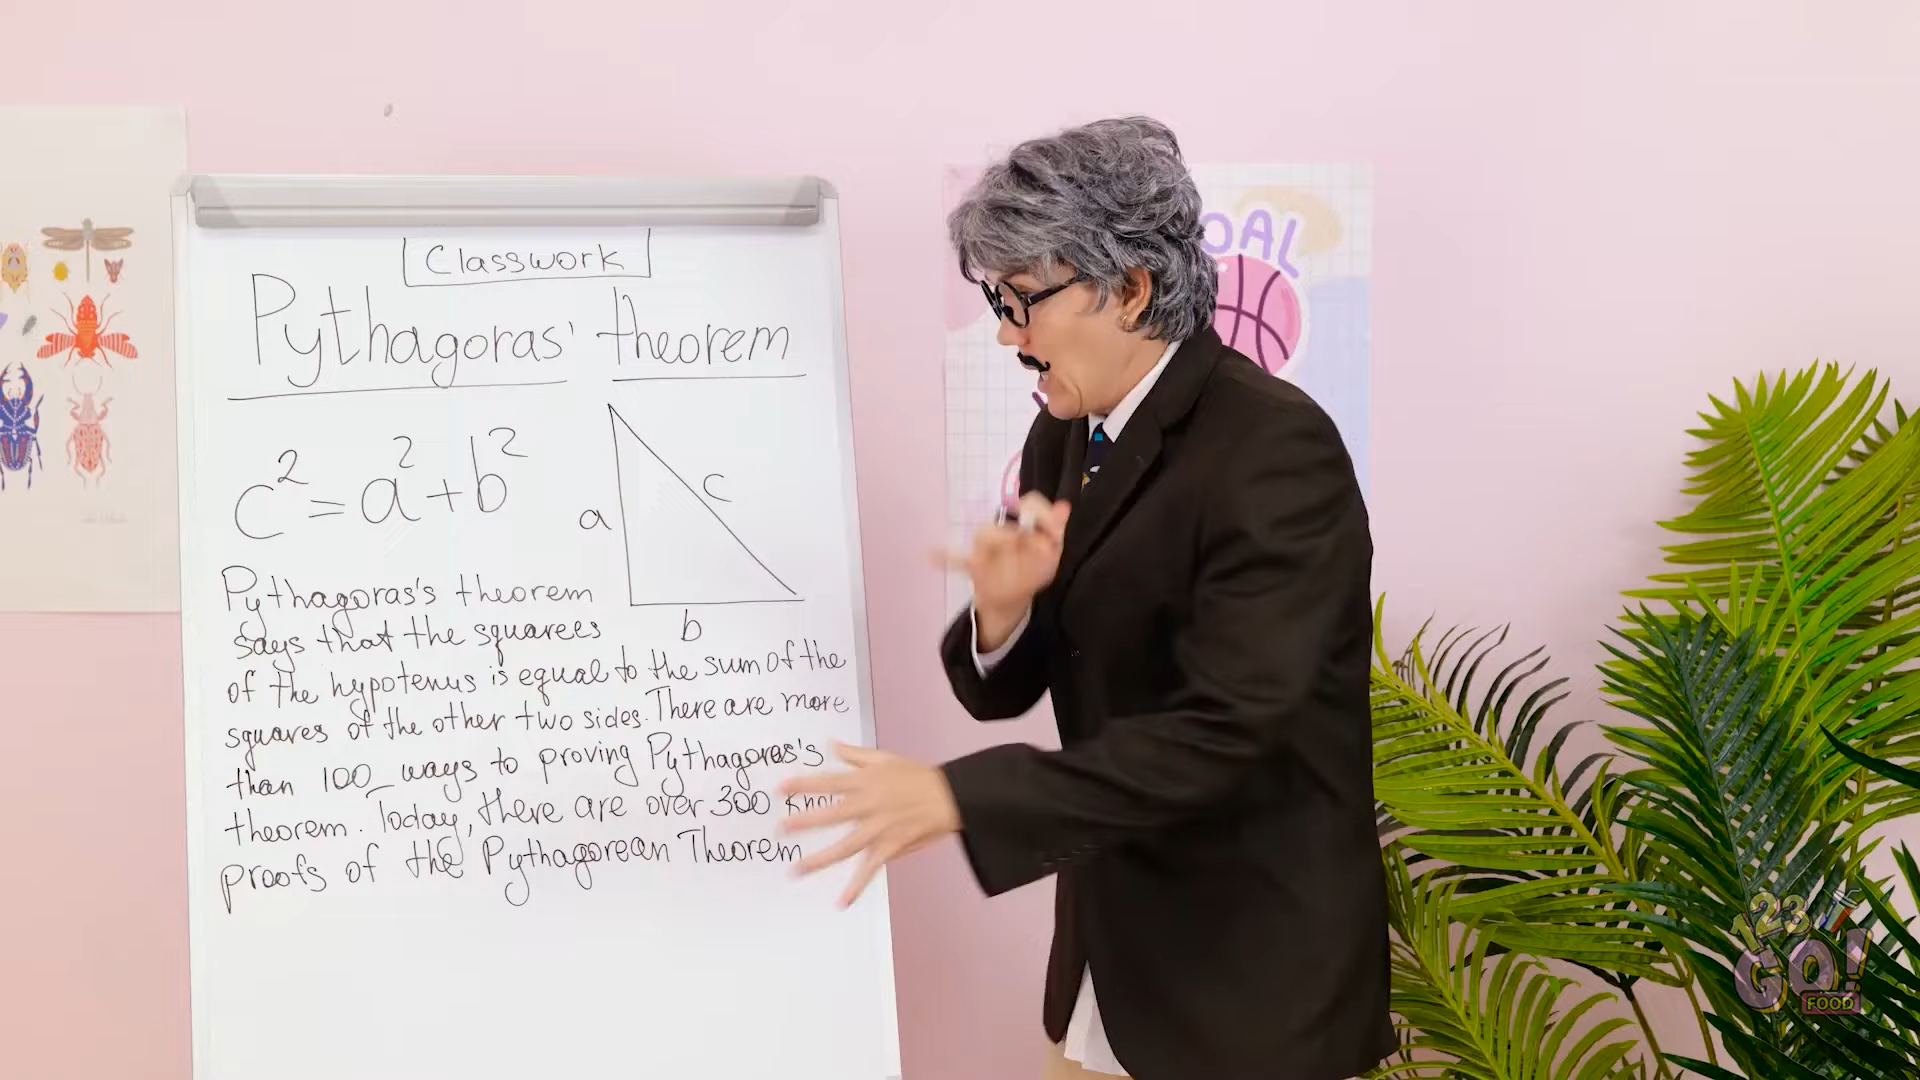 Classwork
Pythagoras' theorem
c² = a² + b²
a
c
b
Pythagoras's theorem
says that the squarees
of the hypotenus is equal to the sum of the
squares of the other two sides. There are more
than 100 ways to proving Pythagoras's
theorem. Today, there are over 300
proofs of the Pythagorean Theorem
OAL
123
GO!
FOOD